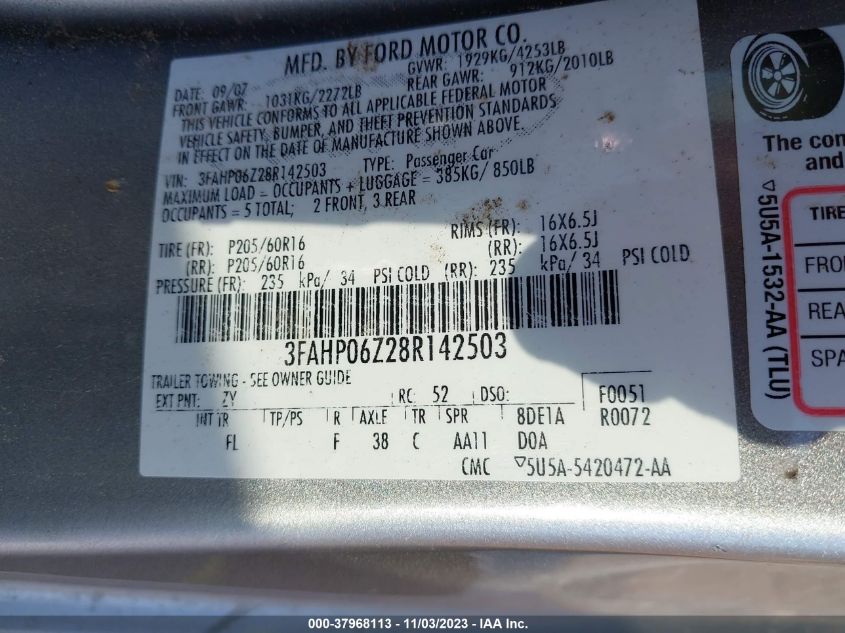 MFD. BY FORD MOTOR CO.
DATE: 09/07 GVWR: 1929KG/4253LB
FRONT GAWR: 1031KG/2272LB REAR GAWR: 912KG/2010LB
THIS VEHICLE CONFORMS TO ALL APPLICABLE FEDERAL MOTOR
VEHICLE SAFETY, BUMPER, AND THEFT PREVENTION STANDARDS
IN EFFECT ON THE DATE OF MANUFACTURE SHOWN ABOVE.
VIN: 3FAHP06Z28R142503 TYPE: Passenger Car
MAXIMUM LOAD = OCCUPANTS + LUGGAGE = 385KG/ 850LB
OCCUPANTS = 5 TOTAL; 2 FRONT, 3 REAR
TIRE (FR): P205/60R16 RIMS (FR): 16X6.5J
(RR): P205/60R16 (RR): 16X6.5J
PRESSURE (FR): 235 kPa/ 34 PSI COLD (RR): 235 kPa/ 34 PSI COLD
3FAHP06Z28R142503
TRAILER TOWING - SEE OWNER GUIDE
EXT PNT: ZY RC: 52 DSO: F0051
INT TR TP/PS R AXLE TR SPR 8DE1A R0072
FL F 38 C AA11 D0A
CMC ▽5U5A-5420472-AA
The con
and
▽5U5A-1532-AA (TLU)
TIRE
FRO
REA
SPA
000-37968113 - 11/03/2023 - IAA Inc.